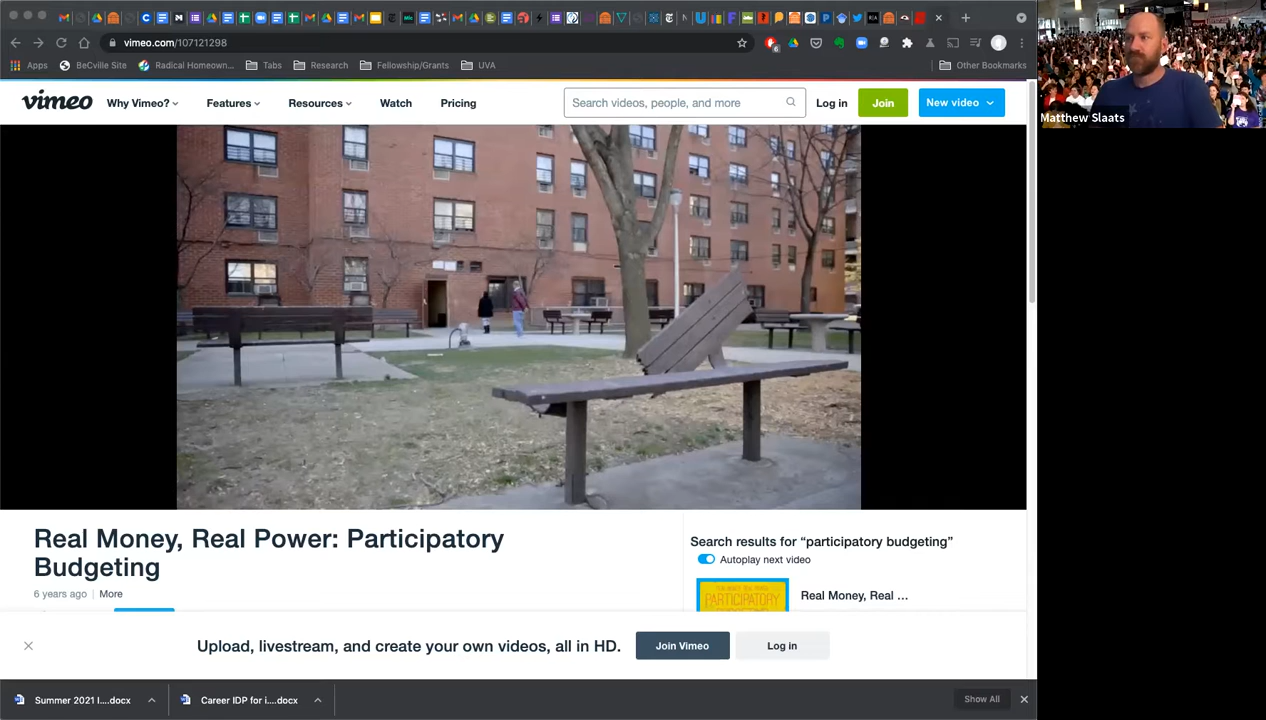 vimeo.com/107121298
6
Apps
BeCville Site
Radical Homeown...
Tabs
Research
Fellowship/Grants
UVA
Other Bookmarks
vimeo
Why Vimeo?
Features
Resources
Watch
Pricing
Search videos, people, and more
Log in
Join
New video
Matthew Slaats
Real Money, Real Power: Participatory
Budgeting
6 years ago
More
Search results for “participatory budgeting”
Autoplay next video
PARTICIPATORY
Real Money, Real ...
Upload, livestream, and create your own videos, all in HD.
Join Vimeo
Log in
Summer 2021 I....docx
Career IDP for i....docx
Show All